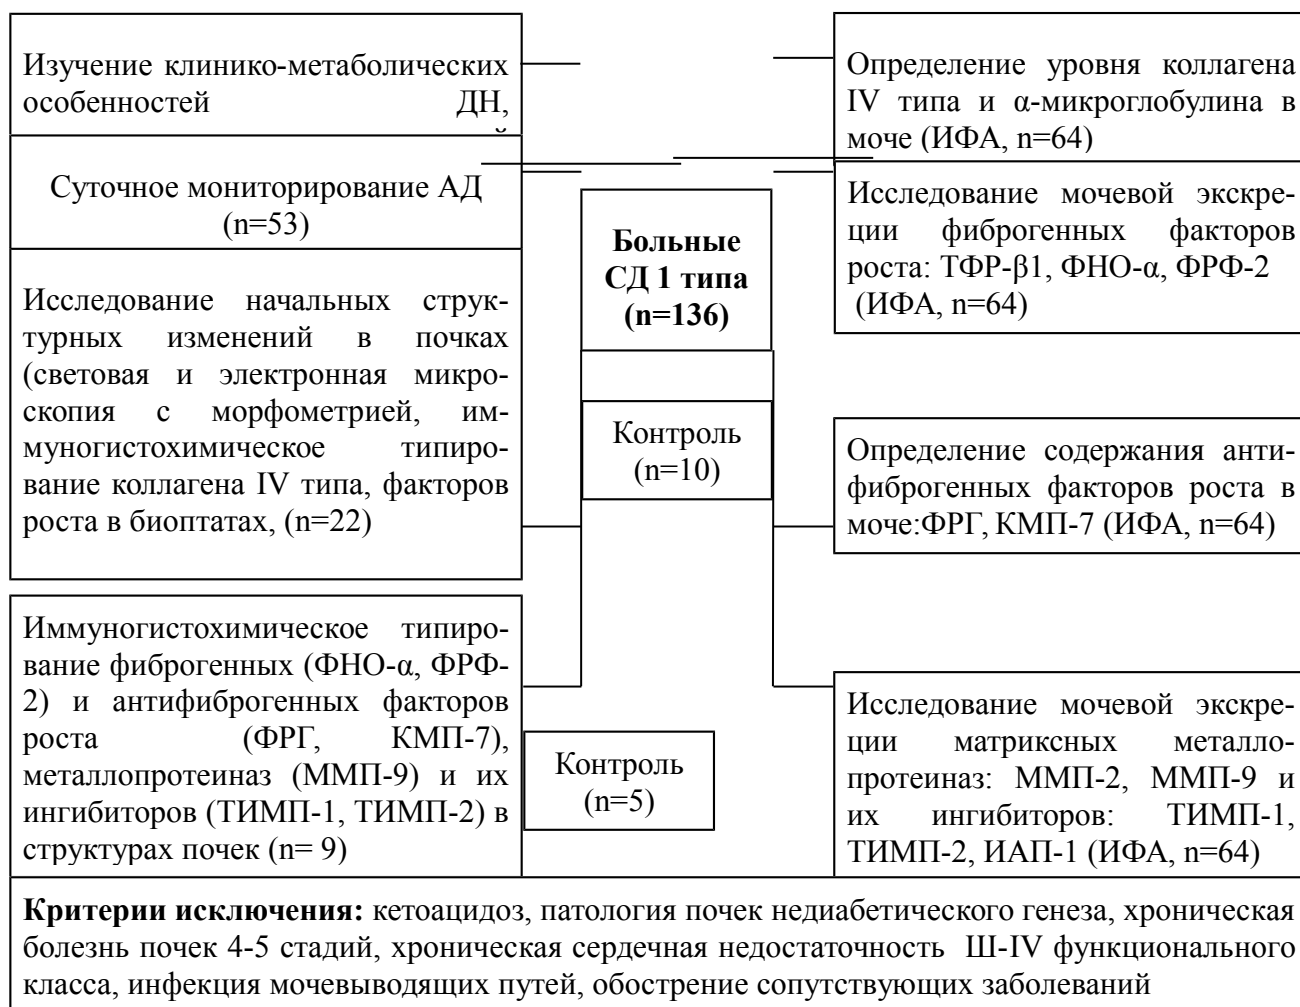 Изучение клинико-метаболических
особенностей ДН,
Суточное мониторирование АД
(n=53)
Исследование начальных струк-
турных изменений в почках
(световая и электронная микро-
скопия с морфометрией, им-
муногистохимическое типиро-
вание коллагена IV типа, факторов
роста в биоптатах, (n=22)
Иммуногистохимическое типиро-
вание фиброгенных (ФНО-α, ФРФ-
2) и антифиброгенных факторов
роста (ФРГ, КМП-7),
металлопротеиназ (ММП-9) и их
ингибиторов (ТИМП-1, ТИМП-2) в
структурах почек (n= 9)
Больные
СД 1 типа
(n=136)
Контроль
(n=10)
Контроль
(n=5)
Определение уровня коллагена
IV типа и α-микроглобулина в
моче (ИФА, n=64)
Исследование мочевой экскре-
ции фиброгенных факторов
роста: ТФР-β1, ФНО-α, ФРФ-2
(ИФА, n=64)
Определение содержания анти-
фиброгенных факторов роста в
моче:ФРГ, КМП-7 (ИФА, n=64)
Исследование мочевой экскре-
ции матриксных металло-
протеиназ: ММП-2, ММП-9 и
их ингибиторов: ТИМП-1,
ТИМП-2, ИАП-1 (ИФА, n=64)
Критерии исключения: кетоацидоз, патология почек недиабетического генеза, хроническая
болезнь почек 4-5 стадий, хроническая сердечная недостаточность Ш-IV функционального
класса, инфекция мочевыводящих путей, обострение сопутствующих заболеваний